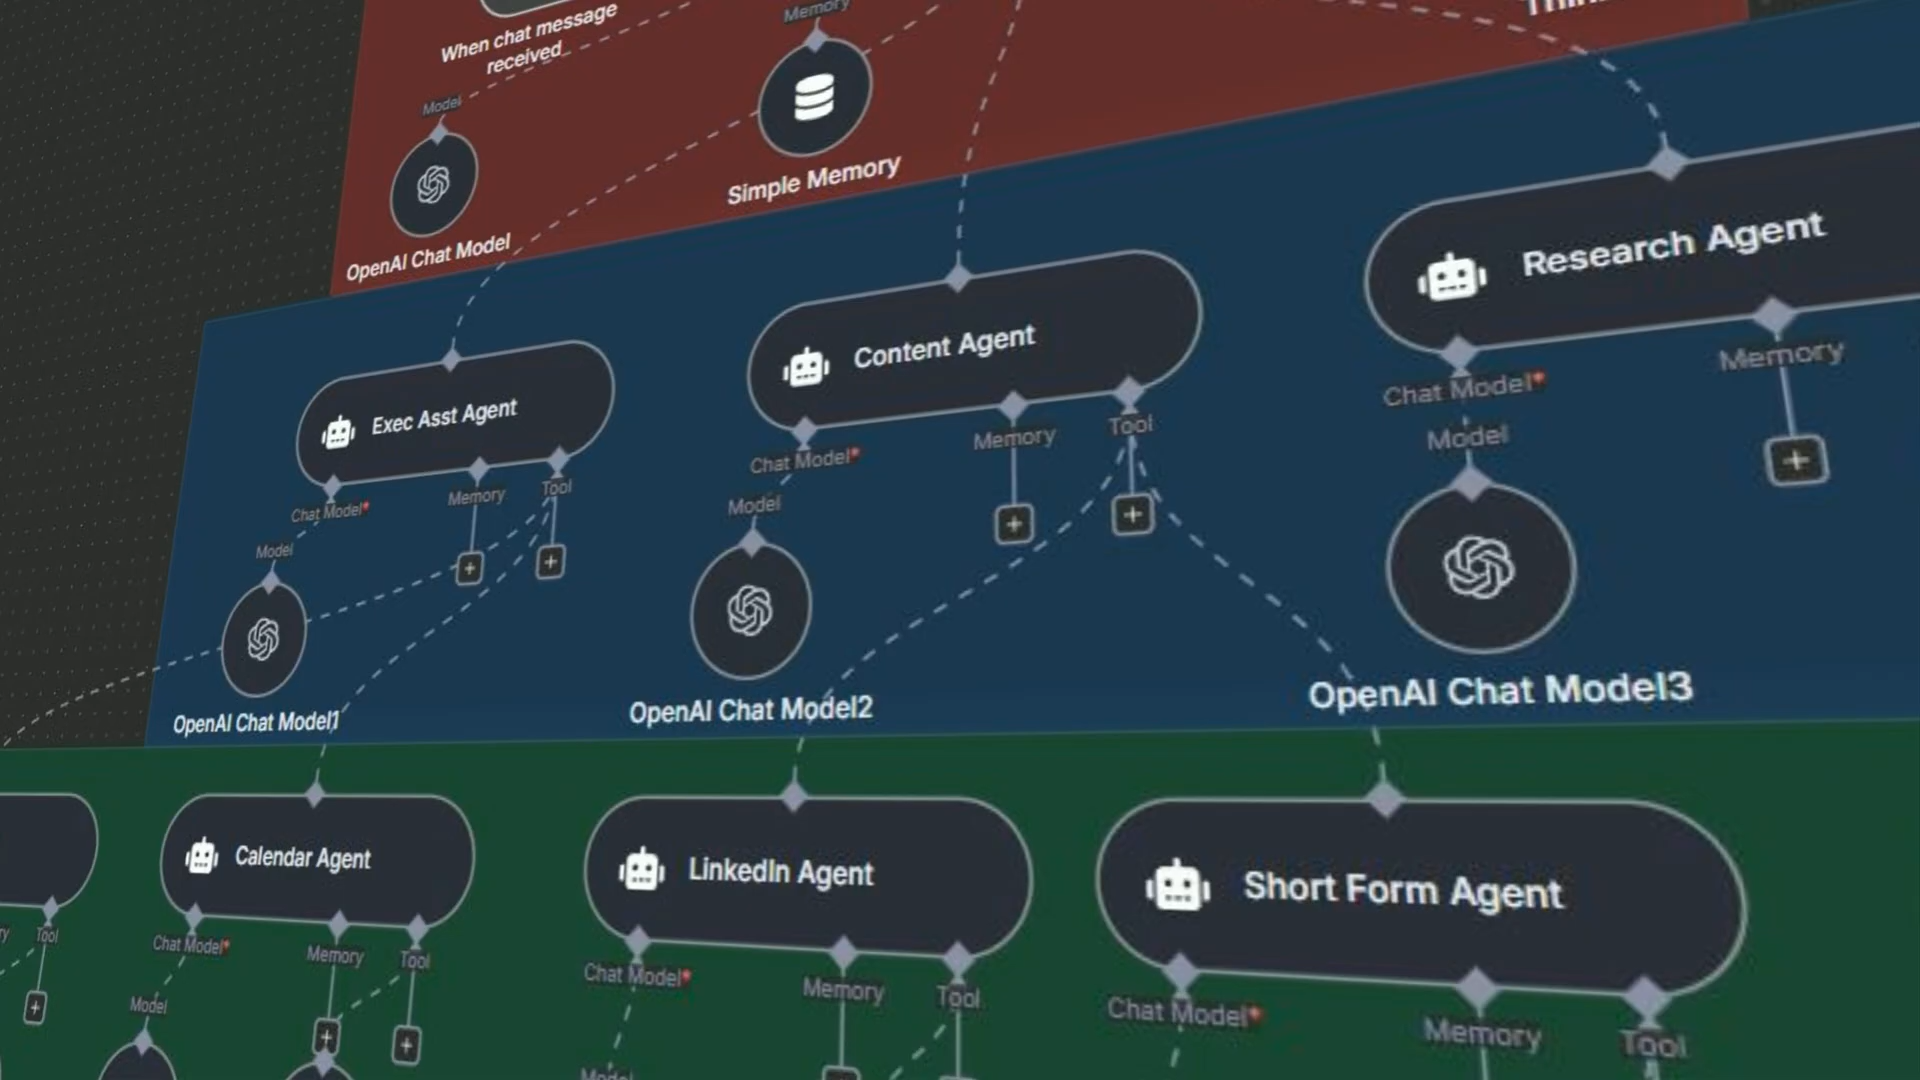 When chat message
received
Memory
Model
OpenAI Chat Model
Simple Memory
Exec Asst Agent
Chat Model*
Memory
Tool
Model
OpenAI Chat Model1
Content Agent
Chat Model*
Memory
Tool
Model
OpenAI Chat Model2
Research Agent
Chat Model*
Memory
Model
OpenAI Chat Model3
Tool
Calendar Agent
Chat Model*
Memory
Tool
Model
LinkedIn Agent
Chat Model*
Memory
Tool
Model
Short Form Agent
Chat Model*
Memory
Tool